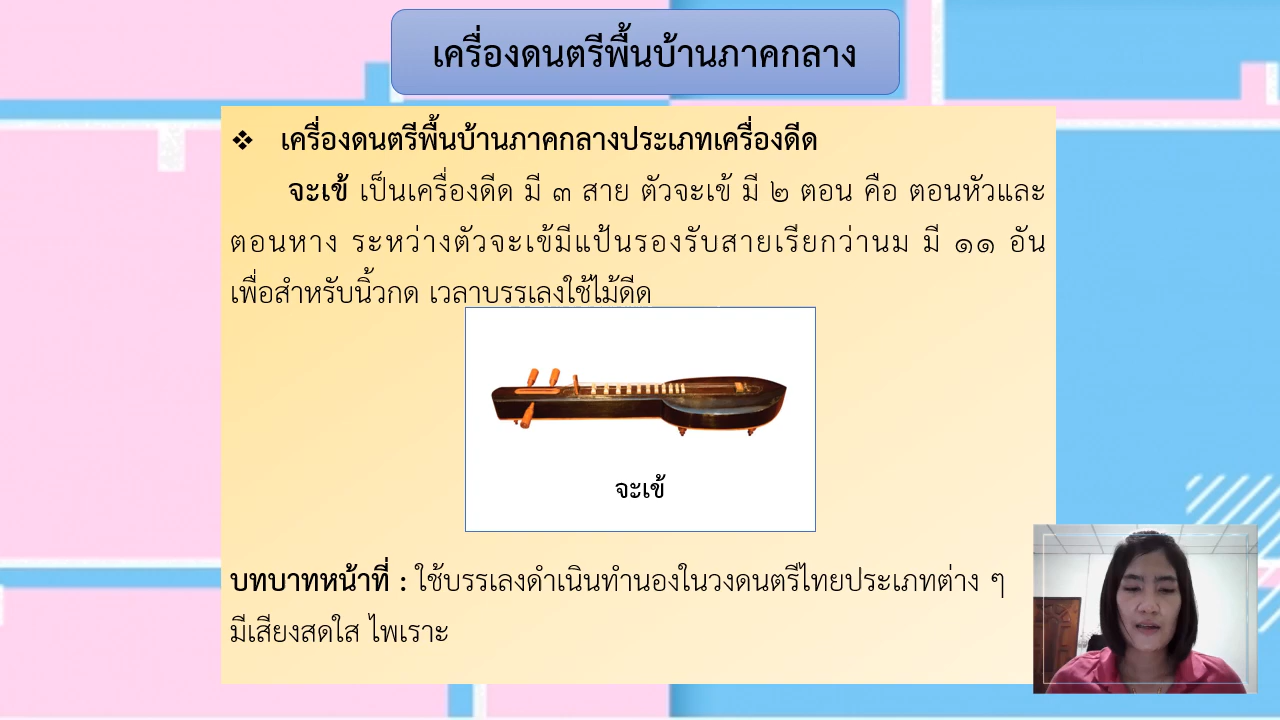 เครื่องดนตรีพื้นบ้านภาคกลาง
❖ เครื่องดนตรีพื้นบ้านภาคกลางประเภทเครื่องดีด
จะเข้ เป็นเครื่องดีด มี ๓ สาย ตัวจะเข้ มี ๒ ตอน คือ ตอนหัวและ
ตอนหาง ระหว่างตัวจะเข้มีแป้นรองรับสายเรียกว่านม มี ๑๑ อัน
เพื่อสำหรับนิ้วกด เวลาบรรเลงใช้ไม้ดีด
จะเข้
บทบาทหน้าที่ : ใช้บรรเลงดำเนินทำนองในวงดนตรีไทยประเภทต่าง ๆ
มีเสียงสดใส ไพเราะ